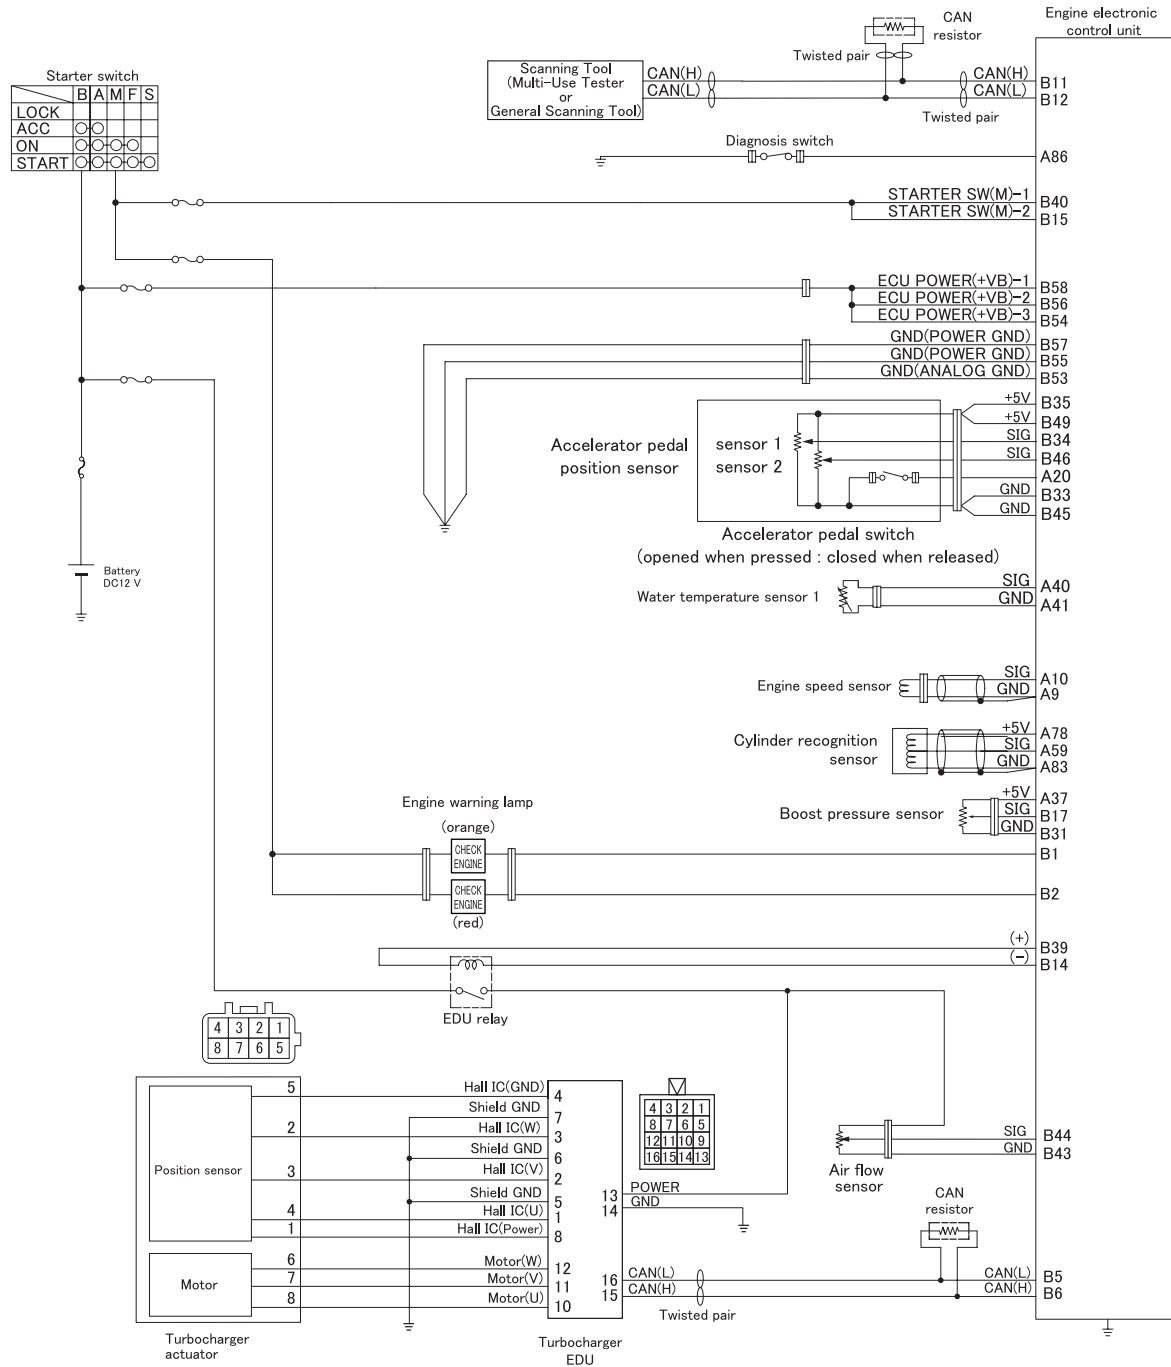 CAN
resistor
Engine electronic
control unit
Twisted pair
Scanning Tool
(Multi-Use Tester
or
General Scanning Tool)
CAN(H)
CAN(L)
CAN(H)
CAN(L)
B11
B12
Twisted pair
Starter switch
B A M F S
LOCK
ACC
ON
START
Diagnosis switch
A86
STARTER SW(M)-1
B40
STARTER SW(M)-2
B15
ECU POWER(+VB)-1
B58
ECU POWER(+VB)-2
B56
ECU POWER(+VB)-3
B54
GND(POWER GND)
B57
GND(POWER GND)
B55
GND(ANALOG GND)
B53
Accelerator pedal
position sensor
sensor 1
sensor 2
+5V B35
+5V B49
SIG B34
SIG B46
A20
GND B33
GND B45
Accelerator pedal switch
(opened when pressed : closed when released)
Battery
DC12 V
Water temperature sensor 1
SIG A40
GND A41
Engine speed sensor
SIG A10
GND A9
Cylinder recognition
sensor
+5V A78
SIG A59
GND A83
Boost pressure sensor
+5V A37
SIG B17
GND B31
Engine warning lamp
(orange)
CHECK
ENGINE
B1
CHECK
ENGINE
(red)
B2
(+) B39
(-) B14
EDU relay
4 3 2 1
8 7 6 5
Position sensor
5
2
3
4
1
Motor
6
7
8
Turbocharger
actuator
Hall IC(GND) 4
Shield GND 7
Hall IC(W) 3
Shield GND 6
Hall IC(V) 2
Shield GND 5
Hall IC(U) 1
Hall IC(Power) 8
Motor(W) 12
Motor(V) 11
Motor(U) 10
Turbocharger
EDU
4 3 2 1
8 7 6 5
12 11 10 9
16 15 14 13
13 POWER
14 GND
16 CAN(L)
15 CAN(H)
Twisted pair
Air flow
sensor
SIG B44
GND B43
CAN
resistor
CAN(L) B5
CAN(H) B6